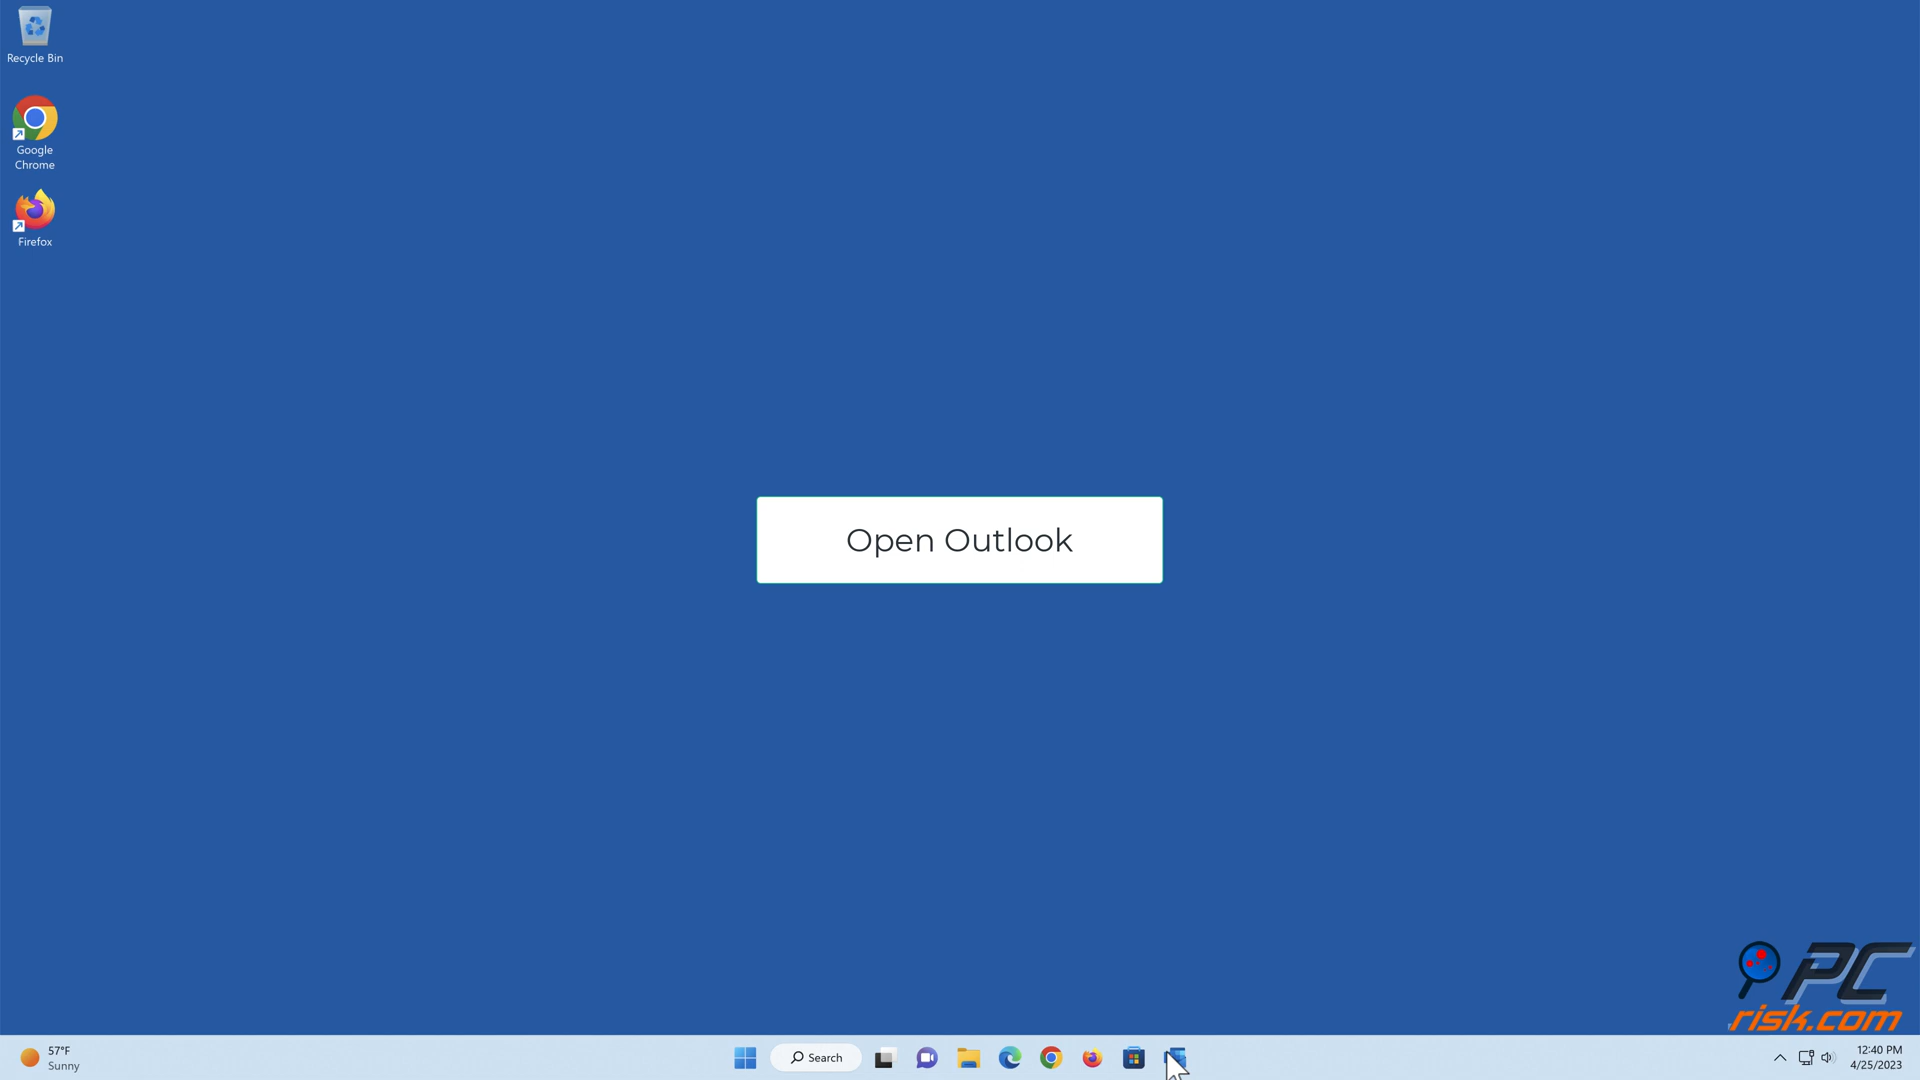 Recycle Bin
Google
Chrome
Firefox
Open Outlook
PC
risk.com
57°F
Sunny
Search
12:40 PM
4/25/2023